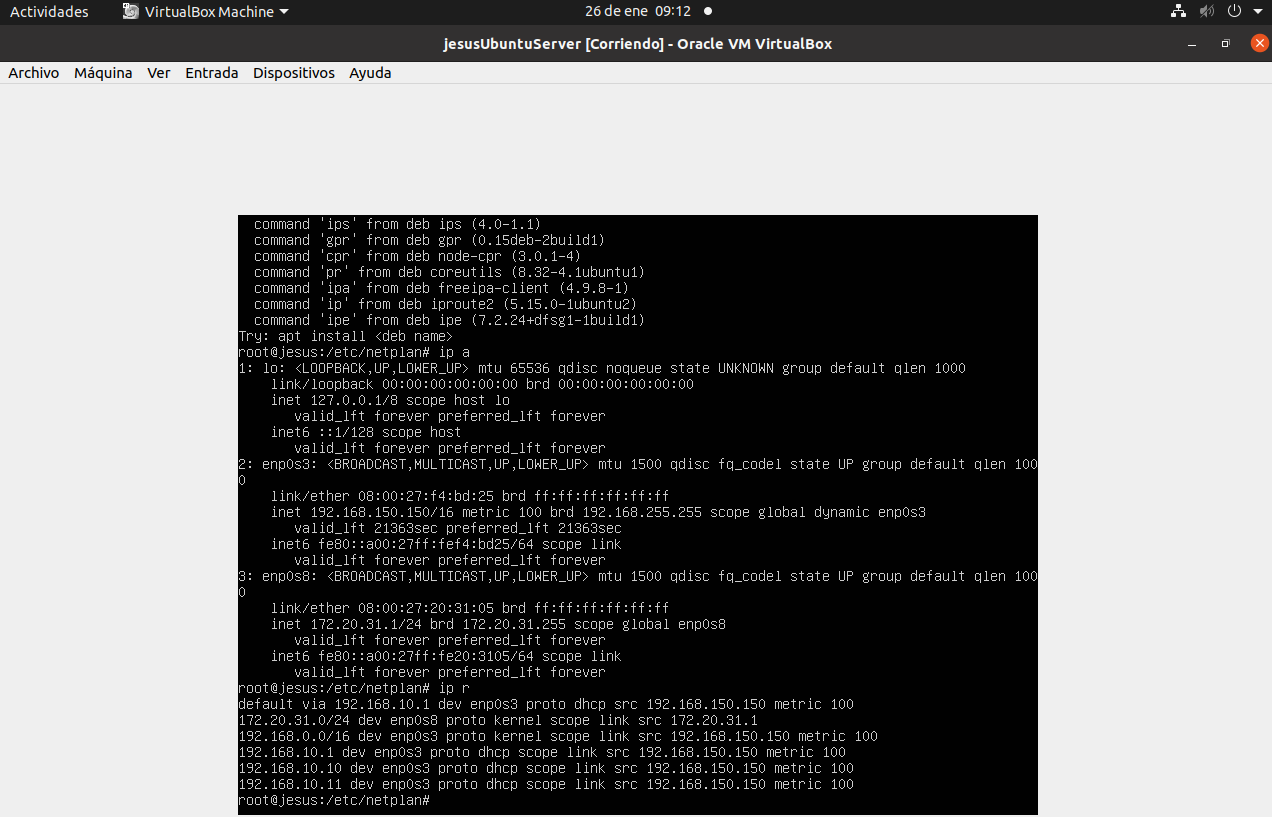 Actividades VirtualBox Machine 26 de ene 09:12
jesusUbuntuServer [Corriendo] - Oracle VM VirtualBox
Archivo Máquina Ver Entrada Dispositivos Ayuda
command 'ips' from deb ips (4.0-1.1)
command 'gpr' from deb gpr (0.15deb-2build1)
command 'cpr' from deb node-cpr (3.0.1-4)
command 'pr' from deb coreutils (8.32-4.1ubuntu1)
command 'ipa' from deb freeipa-client (4.9.8-1)
command 'ip' from deb iproute2 (5.15.0-1ubuntu2)
command 'ipe' from deb ipe (7.2.24+dfsg1-1build1)
Try: apt install <deb name>
root@jesus:/etc/netplan# ip a
1: lo: <LOOPBACK,UP,LOWER_UP> mtu 65536 qdisc noqueue state UNKNOWN group default qlen 1000
link/loopback 00:00:00:00:00:00 brd 00:00:00:00:00:00
inet 127.0.0.1/8 scope host lo
valid_lft forever preferred_lft forever
inet6 ::1/128 scope host
valid_lft forever preferred_lft forever
2: enp0s3: <BROADCAST,MULTICAST,UP,LOWER_UP> mtu 1500 qdisc fq_codel state UP group default qlen 100
0
link/ether 08:00:27:f4:bd:25 brd ff:ff:ff:ff:ff:ff
inet 192.168.150.150/16 metric 100 brd 192.168.255.255 scope global dynamic enp0s3
valid_lft 21363sec preferred_lft 21363sec
inet6 fe80::a00:27ff:fef4:bd25/64 scope link
valid_lft forever preferred_lft forever
3: enp0s8: <BROADCAST,MULTICAST,UP,LOWER_UP> mtu 1500 qdisc fq_codel state UP group default qlen 100
0
link/ether 08:00:27:20:31:05 brd ff:ff:ff:ff:ff:ff
inet 172.20.31.1/24 brd 172.20.31.255 scope global enp0s8
valid_lft forever preferred_lft forever
inet6 fe80::a00:27ff:fe20:3105/64 scope link
valid_lft forever preferred_lft forever
root@jesus:/etc/netplan# ip r
default via 192.168.10.1 dev enp0s3 proto dhcp src 192.168.150.150 metric 100
172.20.31.0/24 dev enp0s8 proto kernel scope link src 172.20.31.1
192.168.0.0/16 dev enp0s3 proto kernel scope link src 192.168.150.150 metric 100
192.168.10.1 dev enp0s3 proto dhcp scope link src 192.168.150.150 metric 100
192.168.10.10 dev enp0s3 proto dhcp scope link src 192.168.150.150 metric 100
192.168.10.11 dev enp0s3 proto dhcp scope link src 192.168.150.150 metric 100
root@jesus:/etc/netplan#